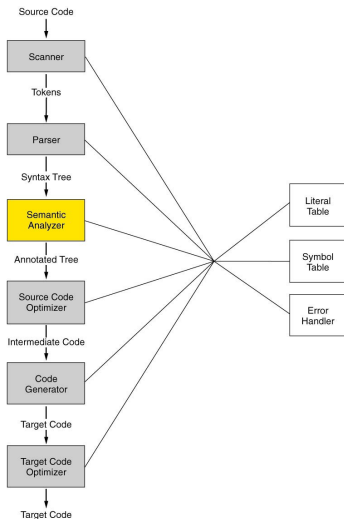 Source Code
Scanner
Tokens
Parser
Syntax Tree
Semantic
Analyzer
Annotated Tree
Source Code
Optimizer
Intermediate Code
Code
Generator
Target Code
Target Code
Optimizer
Target Code
Literal
Table
Symbol
Table
Error
Handler